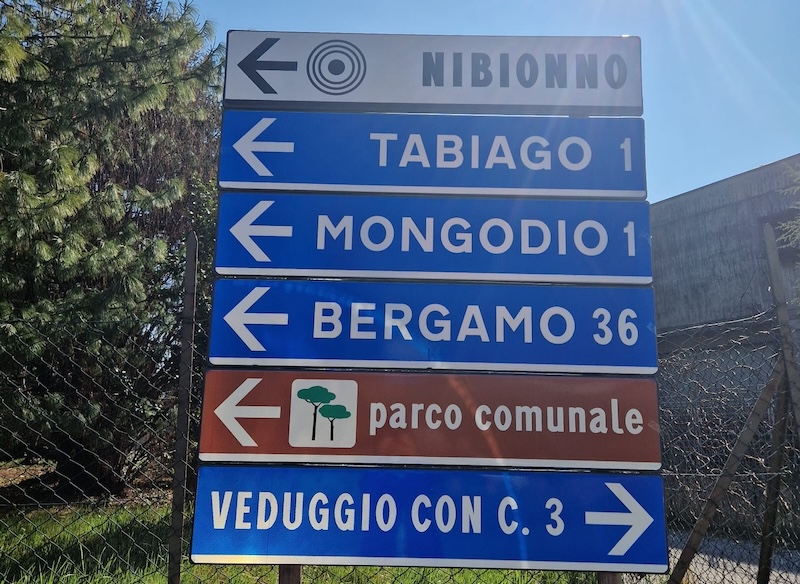 NIBIONNO
TABIAGO 1
MONGODIO 1
BERGAMO 36
parco comunale
VEDUGGIO CON C. 3